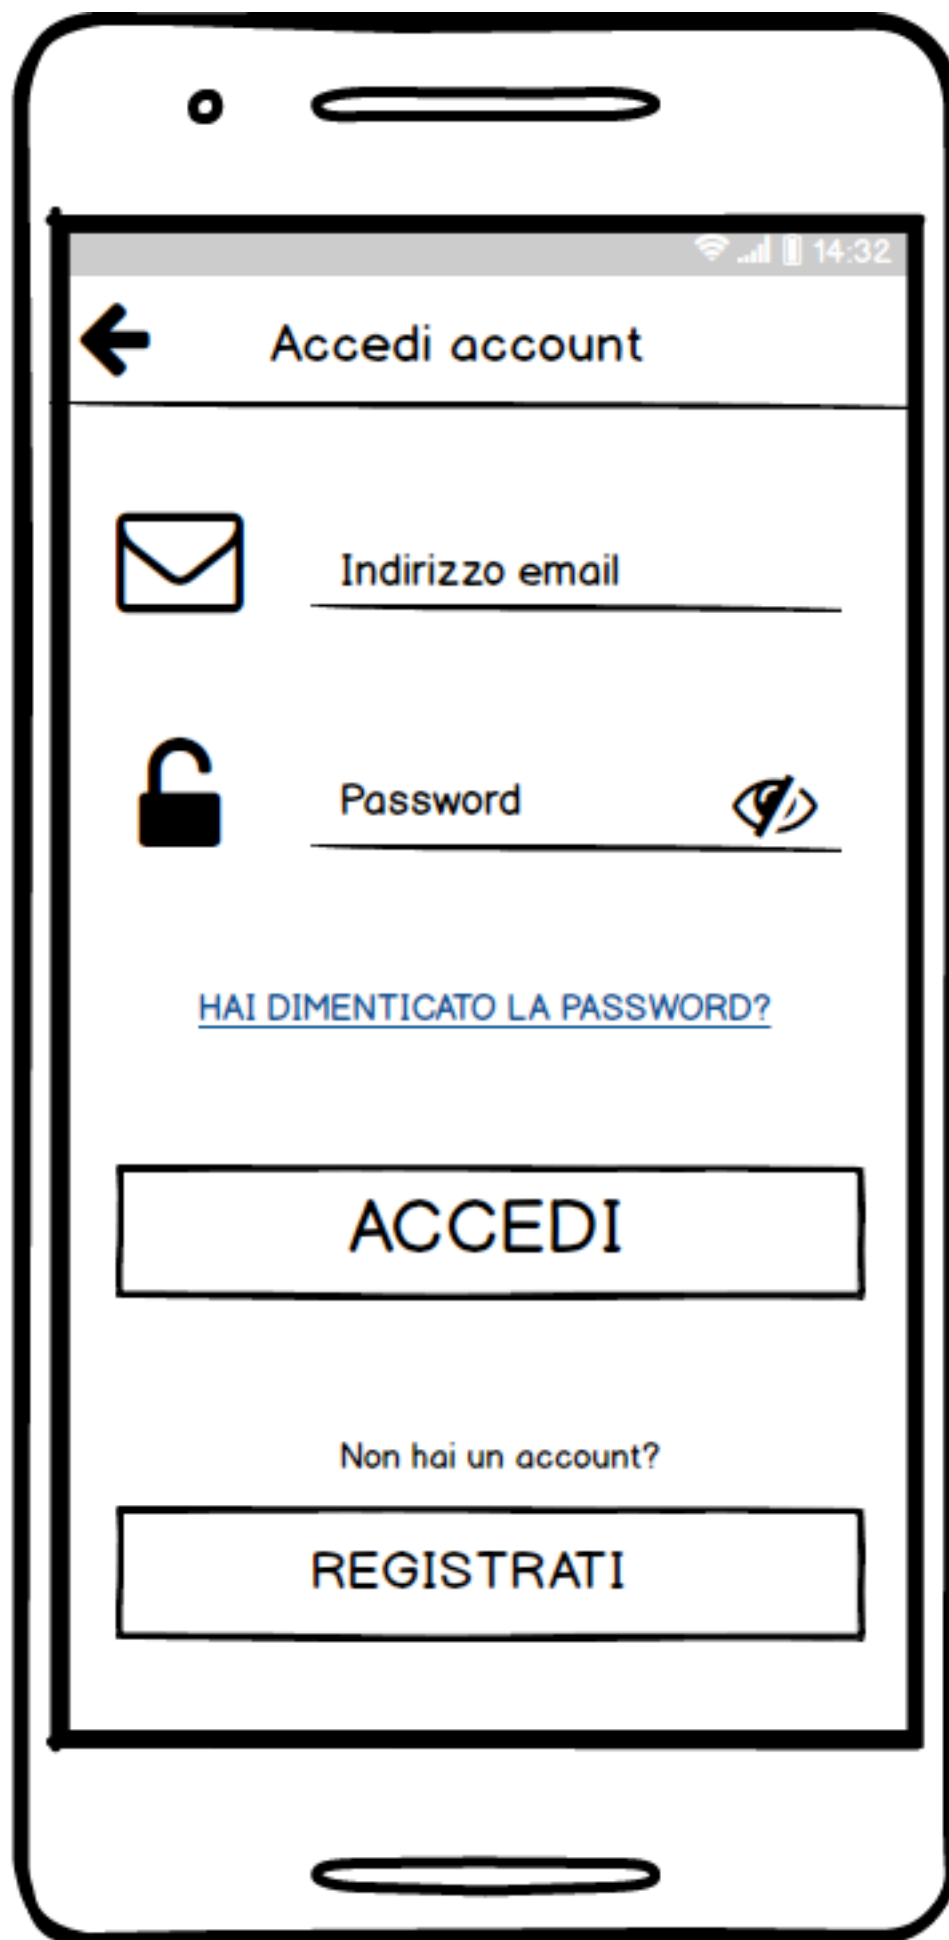 14:32
Accedi account
Indirizzo email
Password
HAI DIMENTICATO LA PASSWORD?
ACCEDI
Non hai un account?
REGISTRATI